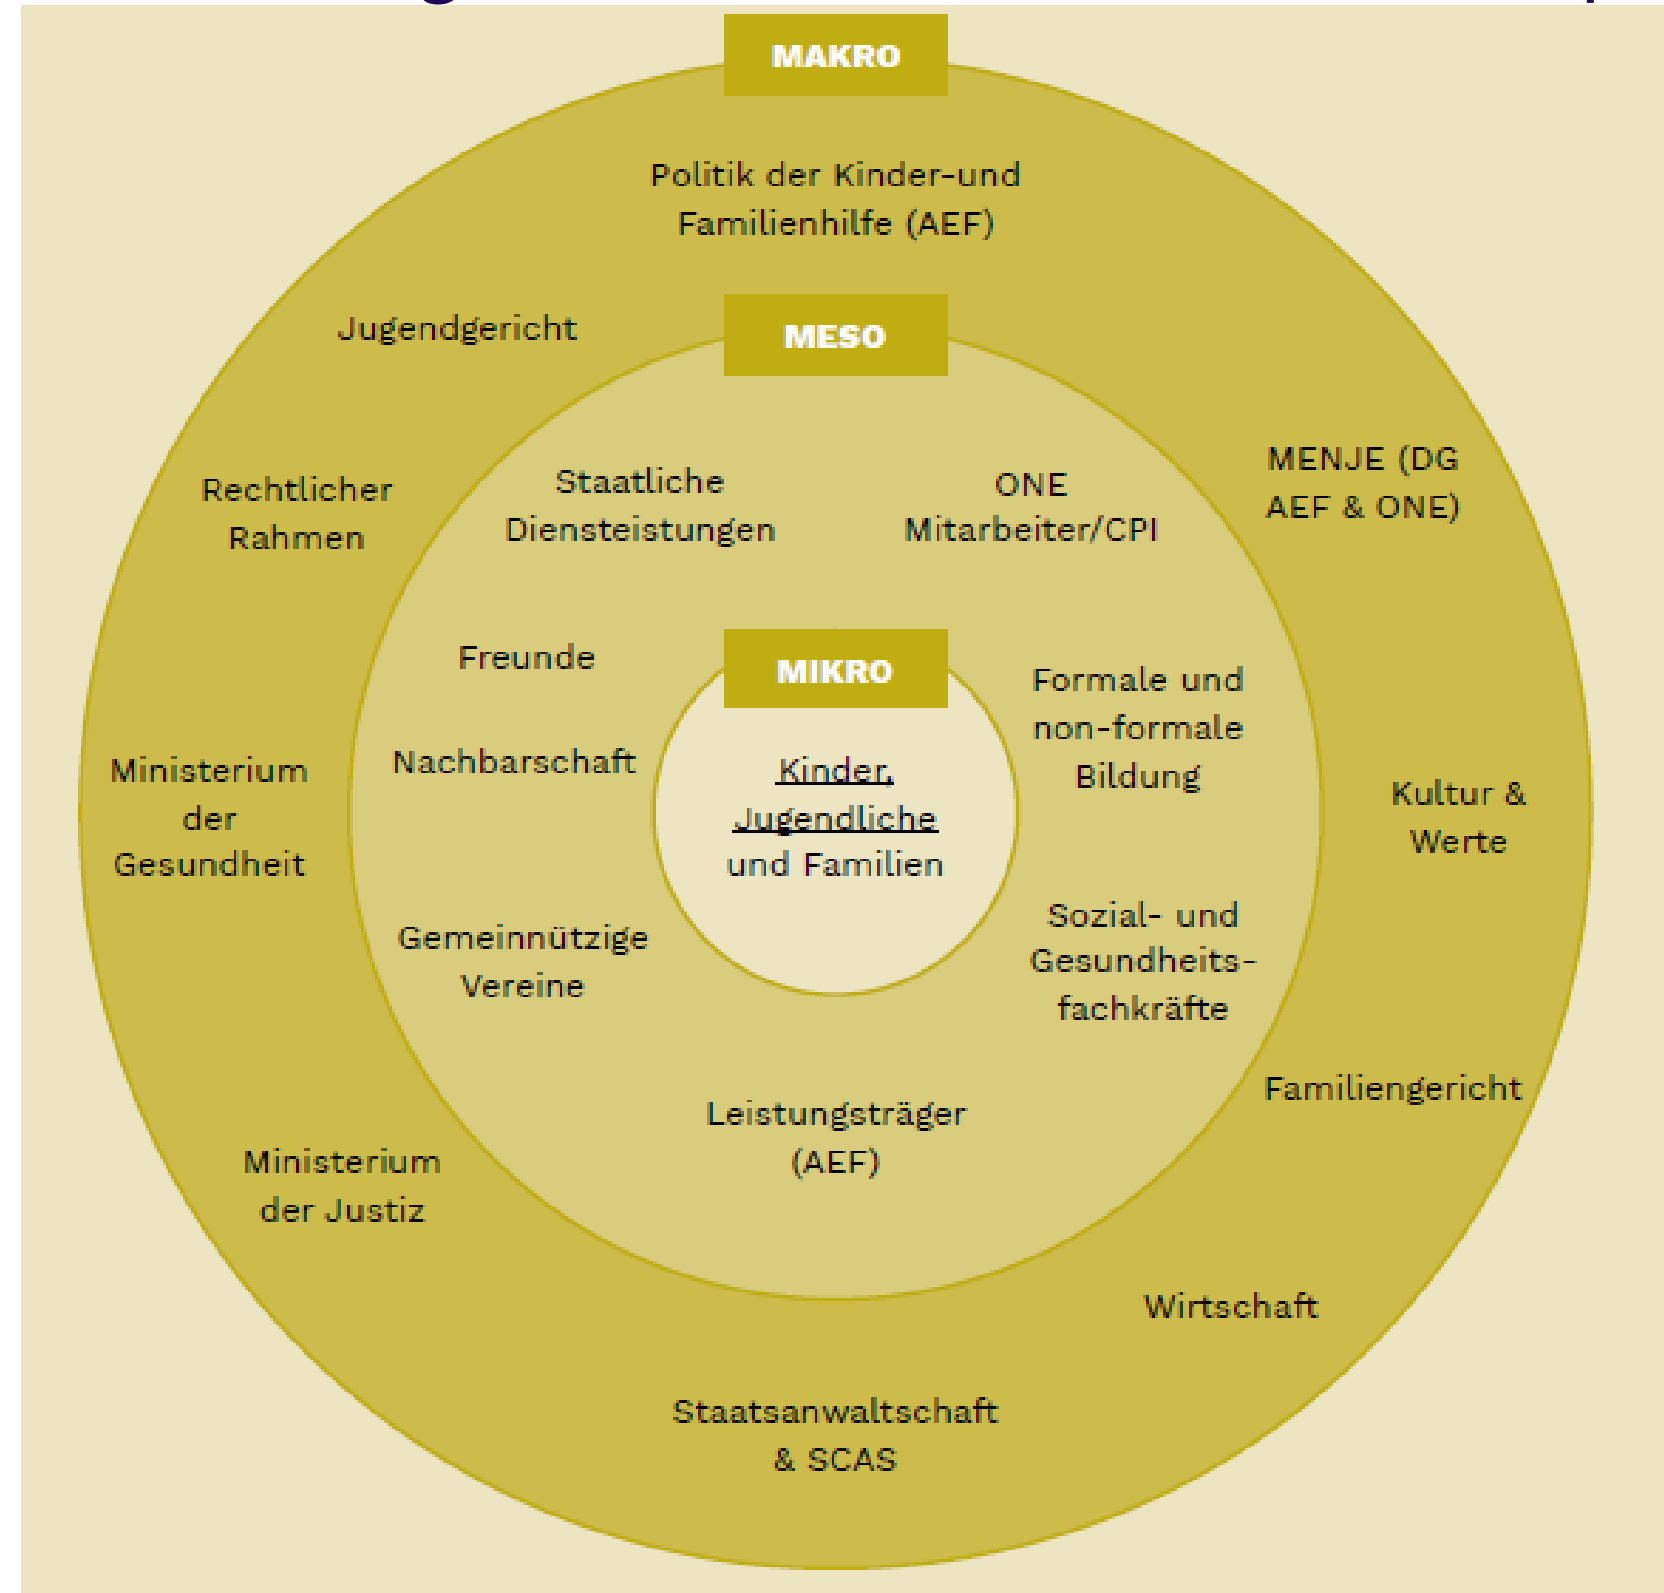 MAKRO
Politik der Kinder-und
Familienhilfe (AEF)
Jugendgericht
MESO
MENJE (DG
AEF & ONE)
Rechtlicher
Rahmen
Staatliche
Diensteistungen
ONE
Mitarbeiter/CPI
Freunde
MIKRO
Formale und
non-formale
Bildung
Nachbarschaft
Kinder,
Jugendliche
und Familien
Ministerium
der
Gesundheit
Kultur &
Werte
Gemeinnützige
Vereine
Sozial- und
Gesundheits-
fachkräfte
Familiengericht
Leistungsträger
(AEF)
Ministerium
der Justiz
Wirtschaft
Staatsanwaltschaft
& SCAS